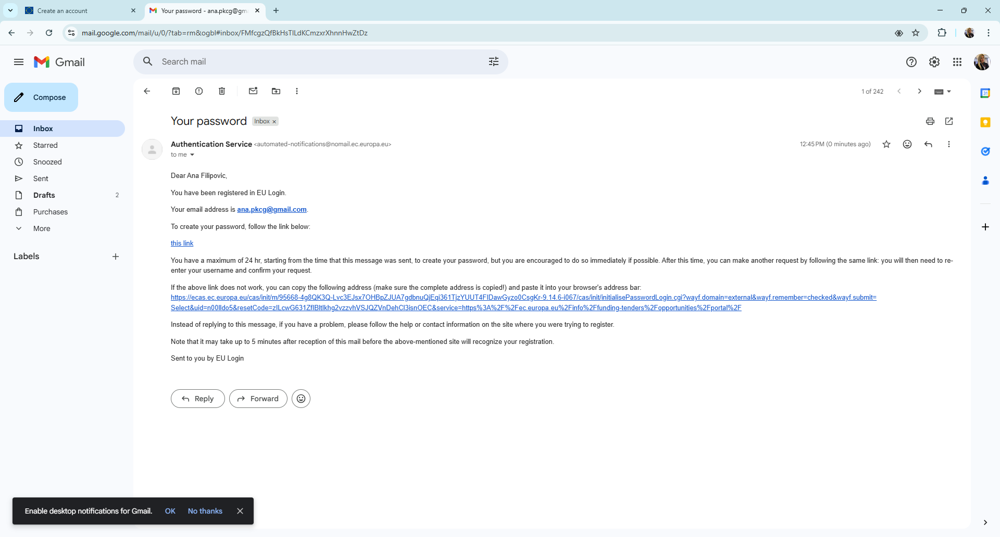 Create an account
Your password - ana.pkcg@gm
mail.google.com/mail/u/0/?tab=rm&ogbl#inbox/FMfcgzQfBkHsTlLdKCmzxrXhnnHwZtDz
Gmail
Search mail
Compose
1 of 242
31
Your password
Inbox ×
Inbox
Starred
Snoozed
Sent
Drafts
2
Purchases
More
Labels
Authentication Service <automated-notifications@nomail.ec.europa.eu>
12:45 PM (0 minutes ago)
to me
Dear Ana Filipovic,
You have been registered in EU Login.
Your email address is ana.pkcg@gmail.com.
To create your password, follow the link below:
this link
You have a maximum of 24 hr, starting from the time that this message was sent, to create your password, but you are encouraged to do so immediately if possible. After this time, you can make another request by following the same link: you will then need to re-
enter your username and confirm your request.
If the above link does not work, you can copy the following address (make sure the complete address is copied!) and paste it into your browser's address bar:
https://ecas.ec.europa.eu/cas/init/m/95668-4g8QK3Q-Lvc3EJsx7OHBpZJUA7gdbnuQjEqi361TjzYUUT4FIDawGyzo0CsgKr-9.14.6-i067/cas/init/initialisePasswordLogin.cgi?wayf.domain=external&wayf.remember=checked&wayf.submit=
Select&uid=n00lldo5&resetCode=zILcwG631ZflBltIkhg2vzzvhVSJQZVnDehCl3isnOEC&service=https%3A%2F%2Fec.europa.eu%2Finfo%2Ffunding-tenders%2Fopportunities%2Fportal%2F
Instead of replying to this message, if you have a problem, please follow the help or contact information on the site where you were trying to register.
Note that it may take up to 5 minutes after reception of this mail before the above-mentioned site will recognize your registration.
Sent to you by EU Login
Reply
Forward
Enable desktop notifications for Gmail.
OK
No thanks